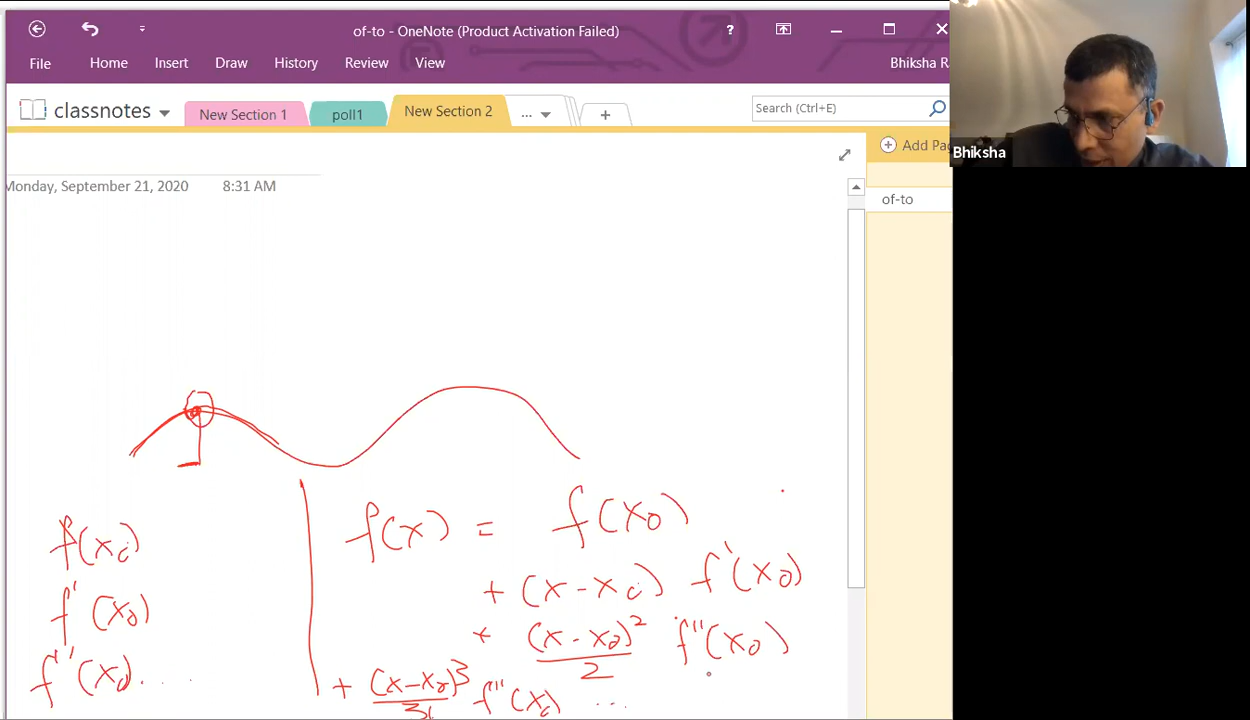 of-to - OneNote (Product Activation Failed) ?
File Home Insert Draw History Review View Bhiksha Ra
classnotes New Section 1 poll1 New Section 2 ... + Search (Ctrl+E)
Add Pag
Bhiksha
of-to
Monday, September 21, 2020 8:31 AM
f(x) = f(x₀)
f(x₀)
+ (x-x₀) f'(x₀)
f'(x₀)
+ (x-x₀)²/2 f''(x₀)
f''(x₀) ....
+ (x-x₀)³/3! f'''(x₀) ...